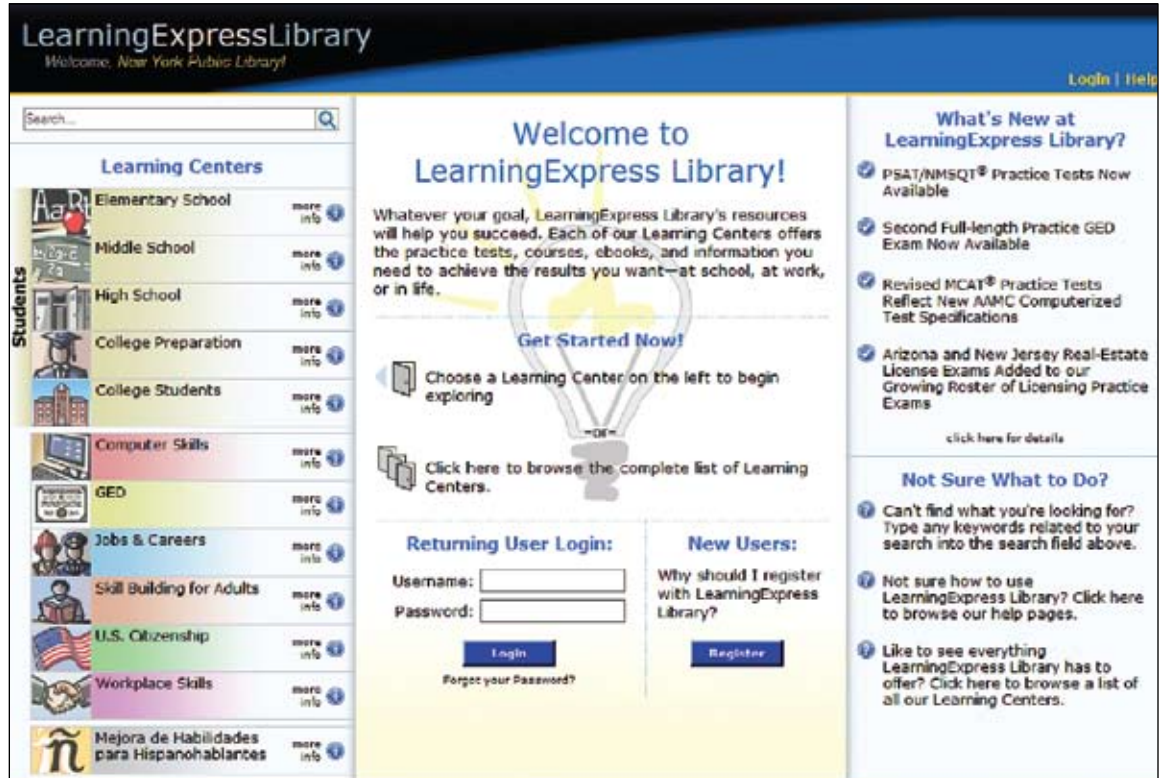 LearningExpressLibrary
Welcome, New York Public Library!
Login | Help
Search...
Learning Centers
Students
Elementary School
more info
Middle School
more info
High School
more info
College Preparation
more info
College Students
more info
Computer Skills
more info
GED
more info
Jobs & Careers
more info
Skill Building for Adults
more info
U.S. Citizenship
more info
Workplace Skills
more info
ñ
Mejora de Habilidades
para Hispanohablantes
more info
Welcome to
LearningExpress Library!
Whatever your goal, LearningExpress Library's resources
will help you succeed. Each of our Learning Centers offers
the practice tests, courses, ebooks, and information you
need to achieve the results you want—at school, at work,
or in life.
Get Started Now!
Choose a Learning Center on the left to begin
exploring
-or-
Click here to browse the complete list of Learning
Centers.
Returning User Login:
Username:
Password:
Login
Forgot your Password?
New Users:
Why should I register
with LearningExpress
Library?
Register
What's New at
LearningExpress Library?
PSAT/NMSQT® Practice Tests Now
Available
Second Full-length Practice GED
Exam Now Available
Revised MCAT® Practice Tests
Reflect New AAMC Computerized
Test Specifications
Arizona and New Jersey Real-Estate
License Exams Added to our
Growing Roster of Licensing Practice
Exams
click here for details
Not Sure What to Do?
Can't find what you're looking for?
Type any keywords related to your
search into the search field above.
Not sure how to use
LearningExpress Library? Click here
to browse our help pages.
Like to see everything
LearningExpress Library has to
offer? Click here to browse a list of
all our Learning Centers.